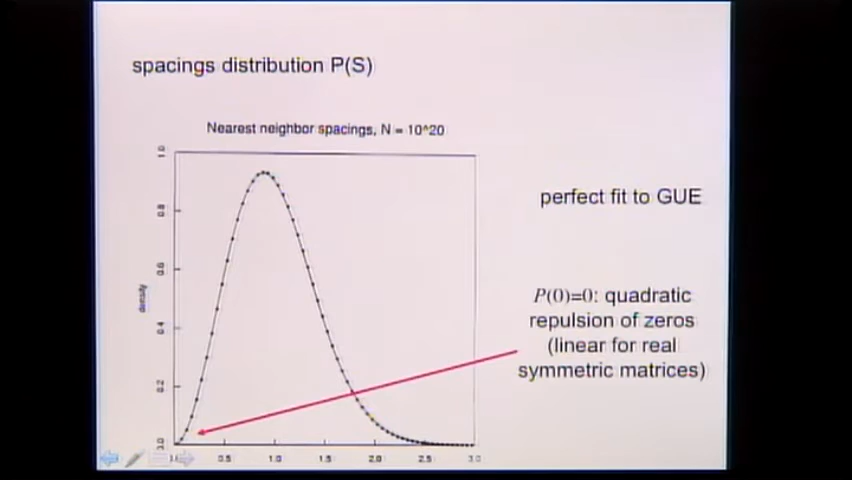 spacings distribution P(S)
Nearest neighbor spacings, N = 10^20
perfect fit to GUE
P(0)=0: quadratic
repulsion of zeros
(linear for real
symmetric matrices)
density
1.0
0.8
0.6
0.4
0.2
0.0
0.5
1.0
1.5
2.0
2.5
3.0